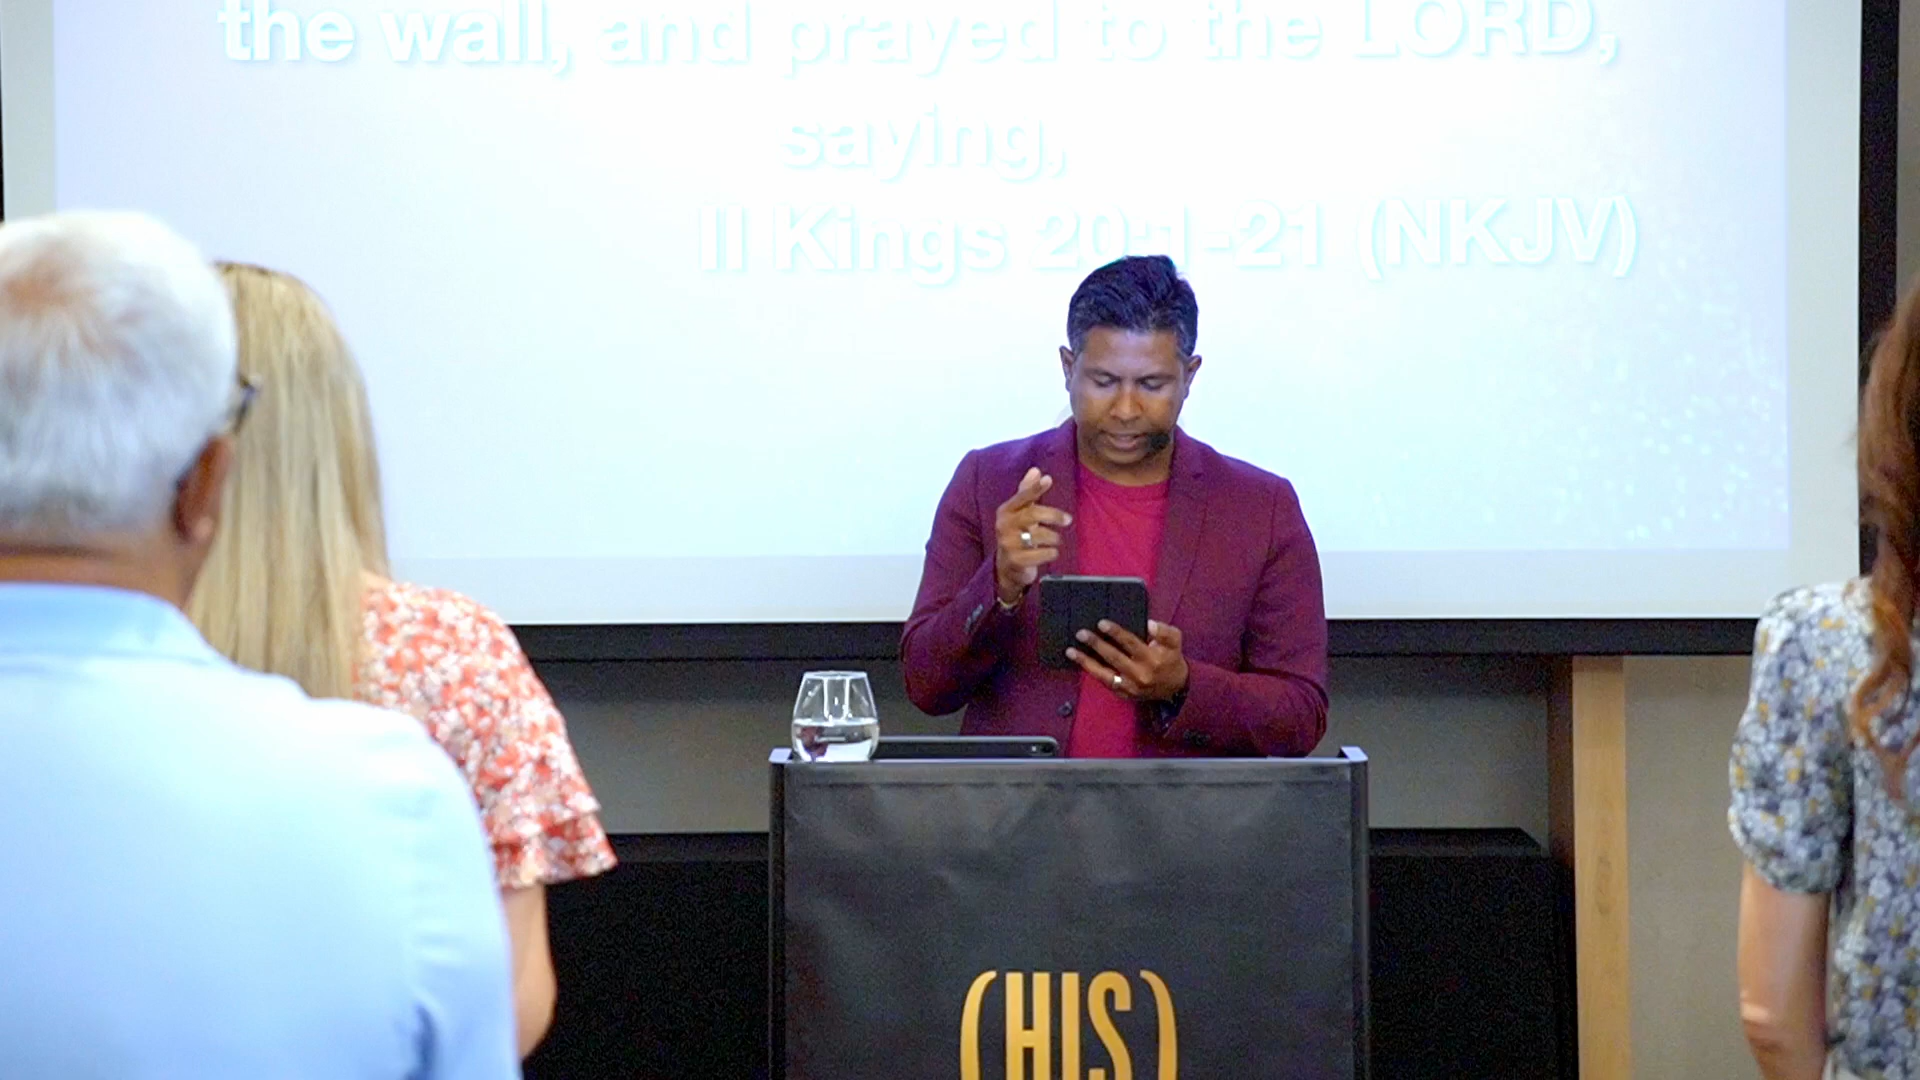 the wall, and prayed to the LORD,
saying,
II Kings 20:1-21 (NKJV)
(HIS)